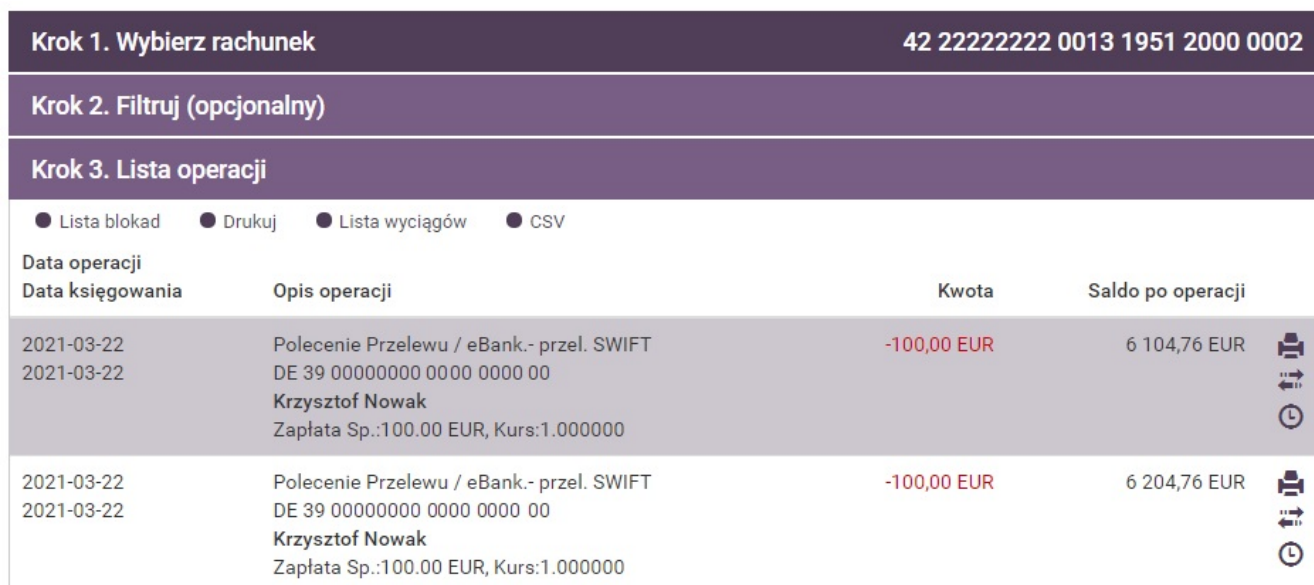 Krok 1. Wybierz rachunek 42 22222222 0013 1951 2000 0002
Krok 2. Filtruj (opcjonalny)
Krok 3. Lista operacji
Lista blokad Drukuj Lista wyciągów CSV
Data operacji
Data księgowania Opis operacji Kwota Saldo po operacji
2021-03-22 Polecenie Przelewu / eBank.- przel. SWIFT -100,00 EUR 6 104,76 EUR
2021-03-22 DE 39 00000000 0000 0000 00
Krzysztof Nowak
Zapłata Sp.:100.00 EUR, Kurs:1.000000
2021-03-22 Polecenie Przelewu / eBank.- przel. SWIFT -100,00 EUR 6 204,76 EUR
2021-03-22 DE 39 00000000 0000 0000 00
Krzysztof Nowak
Zapłata Sp.:100.00 EUR, Kurs:1.000000